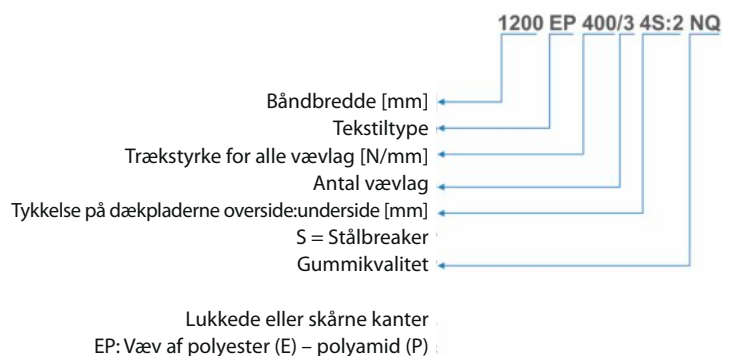 1200 EP 400/3 4S:2 NQ
Båndbredde [mm]
Tekstiltype
Trækstyrke for alle vævlag [N/mm]
Antal vævlag
Tykkelse på dækpladerne overside:underside [mm]
S = Stålbreaker
Gummikvalitet
Lukkede eller skårne kanter
EP: Væv af polyester (E) – polyamid (P)